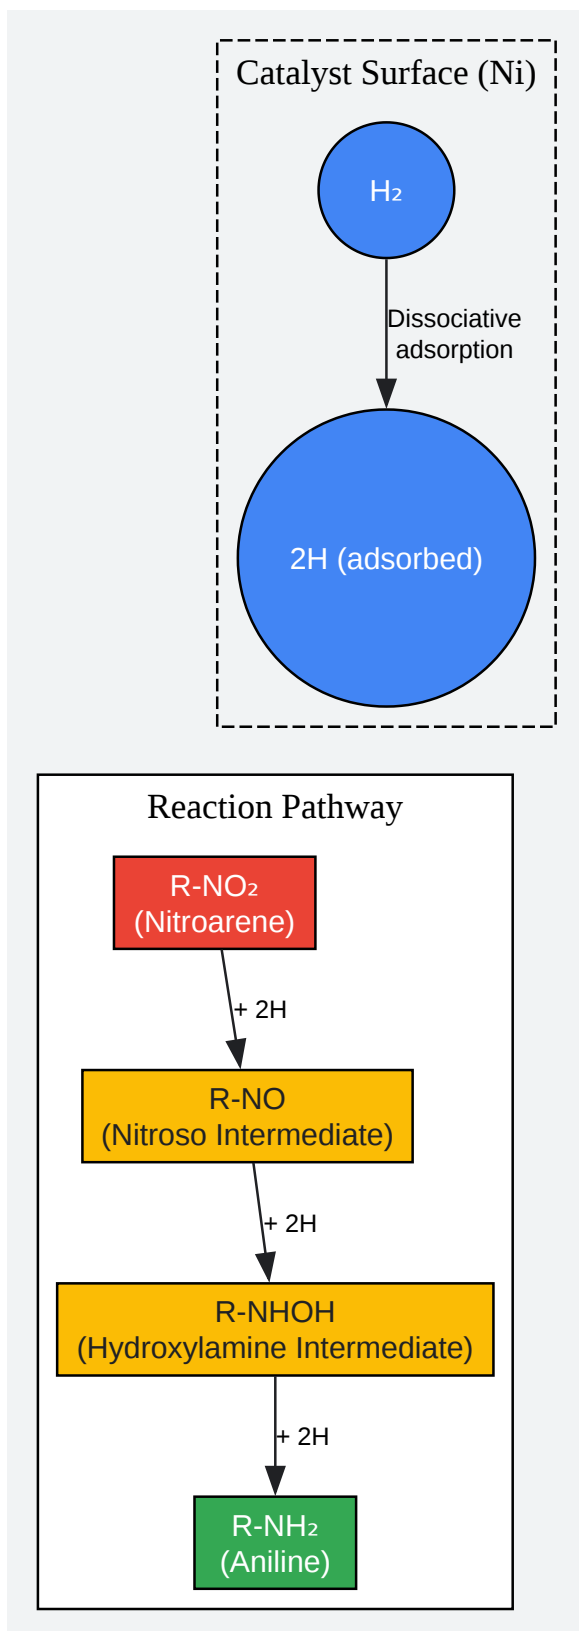 Catalyst Surface (Ni)
H₂
Dissociative
adsorption
2H (adsorbed)
Reaction Pathway
R-NO₂
(Nitroarene)
+ 2H
R-NO
(Nitroso Intermediate)
+ 2H
R-NHOH
(Hydroxylamine Intermediate)
+ 2H
R-NH₂
(Aniline)